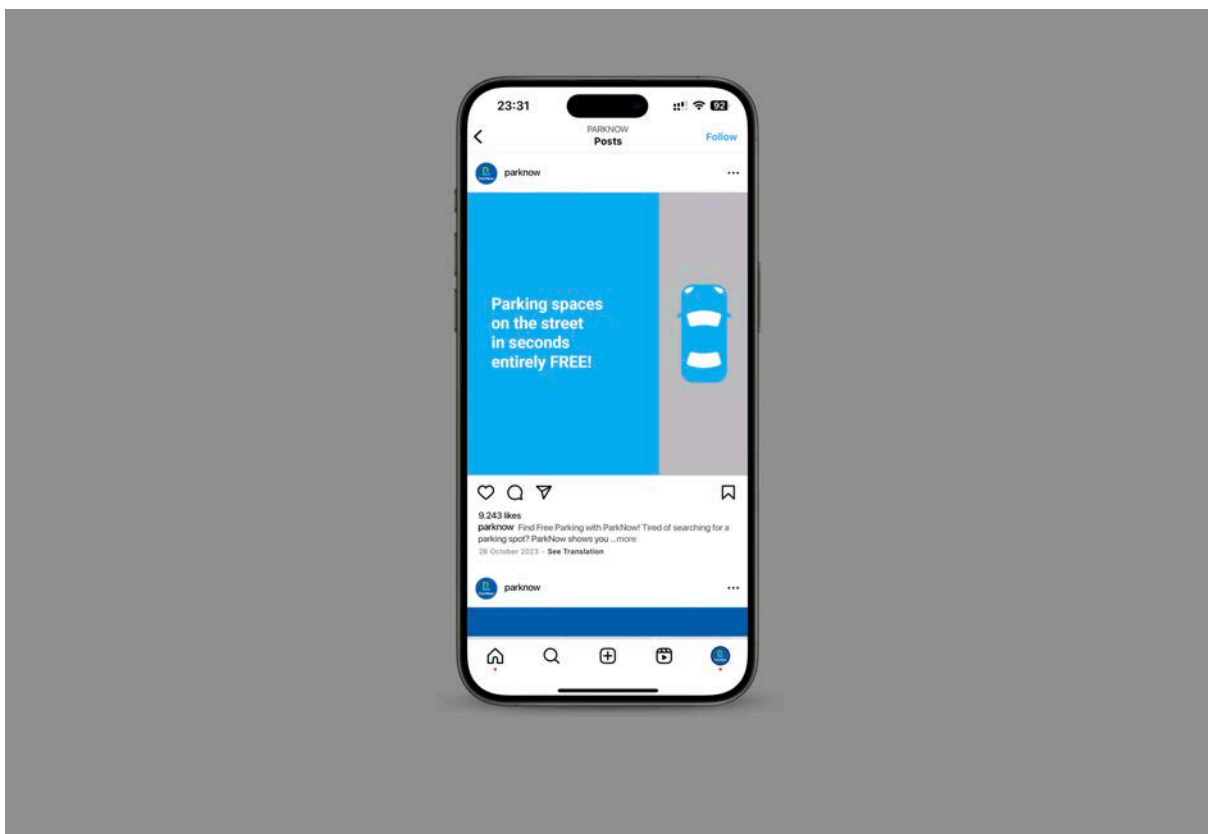 23:31
92
PARKNOW
Posts
Follow
parknow
Parking spaces
on the street
in seconds
entirely FREE!
9.243 likes
parknow Find Free Parking with ParkNow! Tired of searching for a
parking spot? ParkNow shows you ...more
26 October 2023 · See Translation
parknow